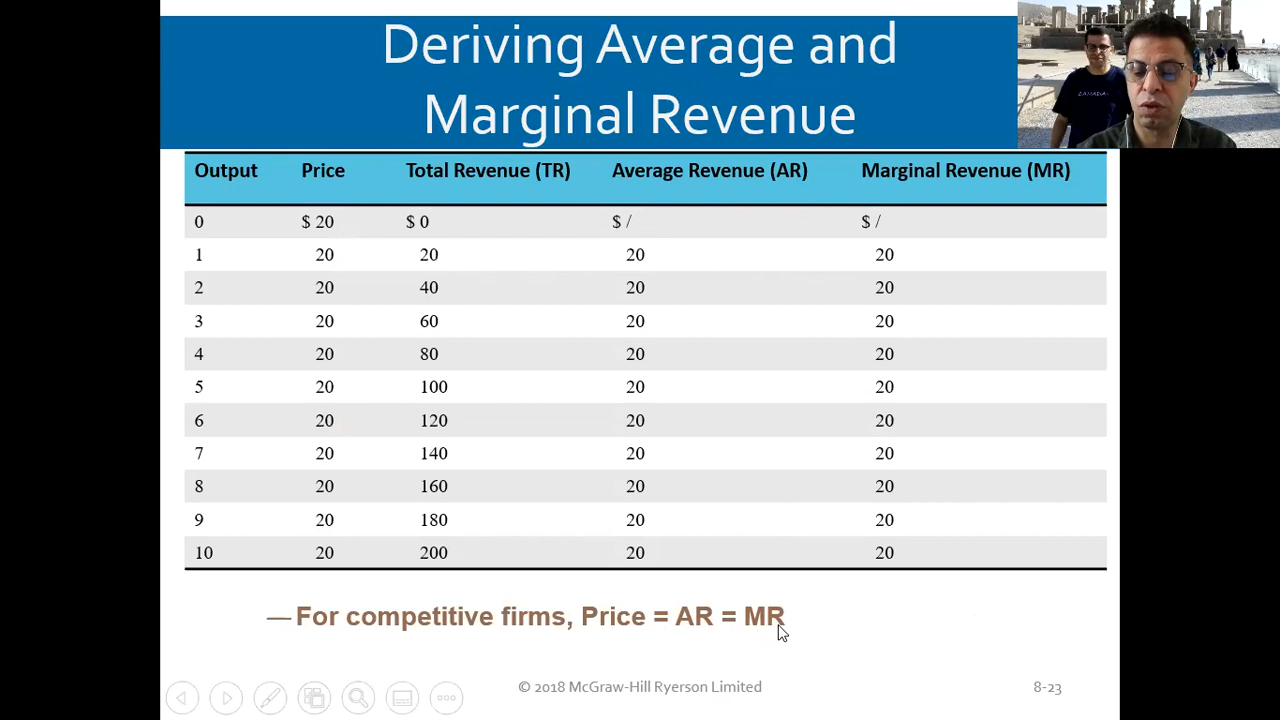 Deriving Average and
Marginal Revenue
CANADA
Output Price Total Revenue (TR) Average Revenue (AR) Marginal Revenue (MR)
0 $ 20 $ 0 $ / $ /
1 20 20 20 20
2 20 40 20 20
3 20 60 20 20
4 20 80 20 20
5 20 100 20 20
6 20 120 20 20
7 20 140 20 20
8 20 160 20 20
9 20 180 20 20
10 20 200 20 20
— For competitive firms, Price = AR = MR
© 2018 McGraw-Hill Ryerson Limited 8-23